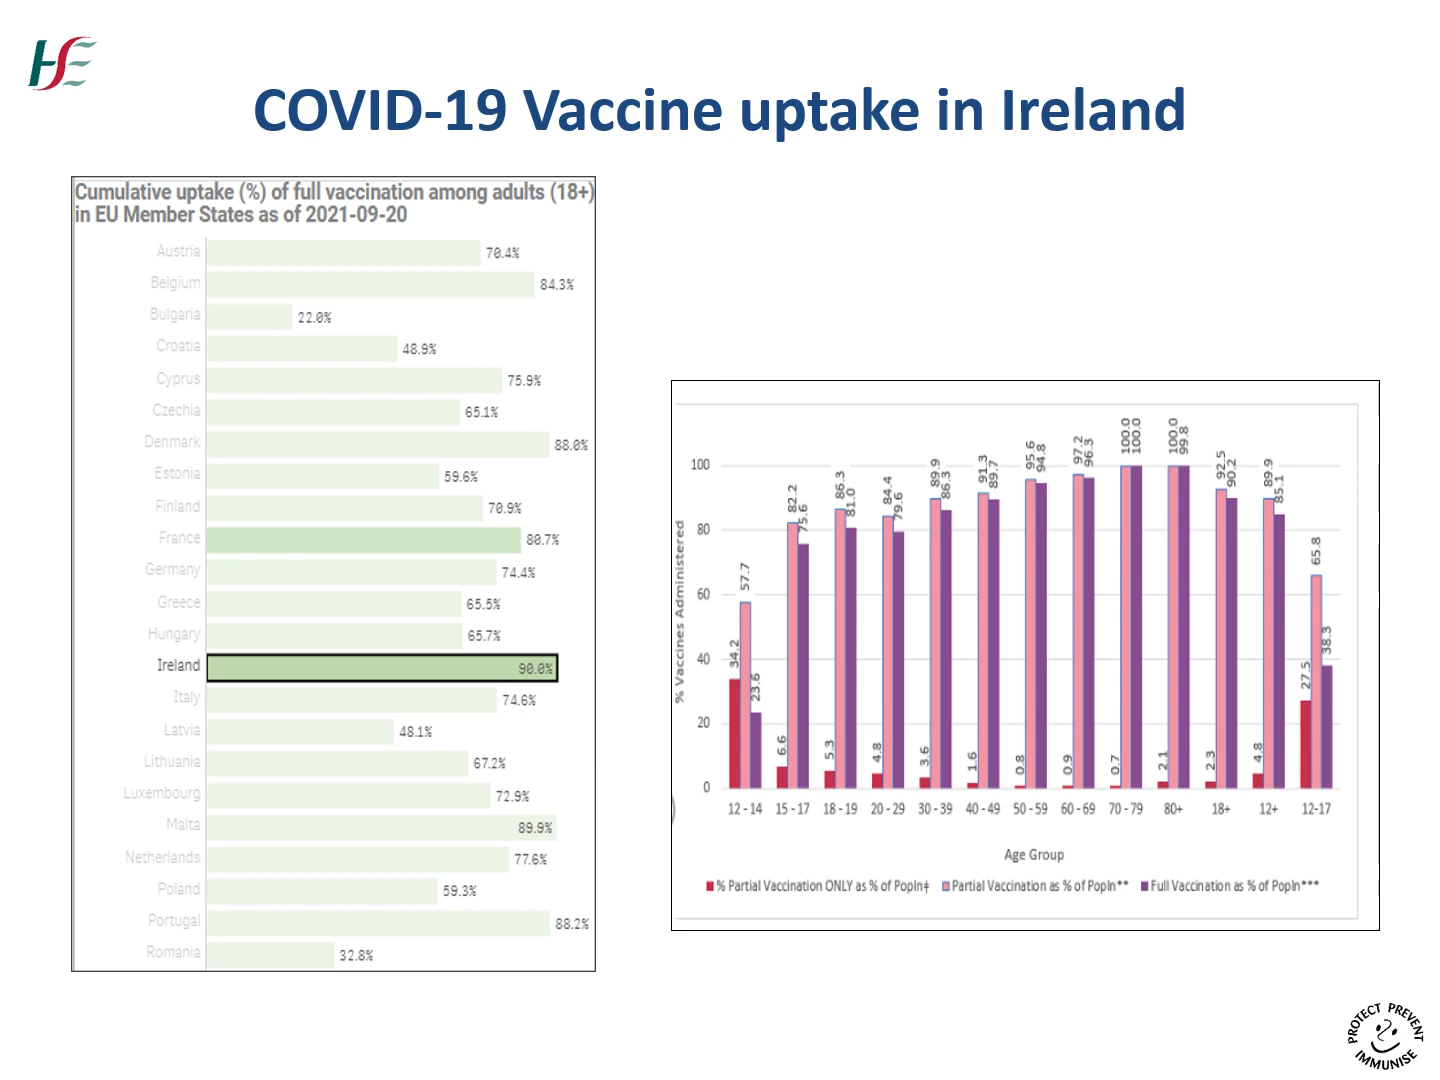 HSE
COVID-19 Vaccine uptake in Ireland
Cumulative uptake (%) of full vaccination among adults (18+)
in EU Member States as of 2021-09-20
Austria 70.4%
Belgium 84.3%
Bulgaria 22.0%
Croatia 48.9%
Cyprus 75.9%
Czechia 65.1%
Denmark 88.0%
Estonia 59.6%
Finland 70.9%
France 80.7%
Germany 74.4%
Greece 65.5%
Hungary 65.7%
Ireland 90.0%
Italy 74.6%
Latvia 48.1%
Lithuania 67.2%
Luxembourg 72.9%
Malta 89.9%
Netherlands 77.6%
Poland 59.3%
Portugal 88.2%
Romania 32.8%
% Vaccines Administered
100
80
60
40
20
0
34.2 57.7 23.6
6.6 82.2 75.6
5.3 86.3 81.0
4.8 84.4 79.6
3.6 89.9 86.3
1.6 91.3 89.7
0.8 95.6 94.8
0.9 97.2 96.3
0.7 100.0 100.0
2.1 100.0 99.8
2.3 92.5 90.2
4.8 89.9 85.1
27.5 65.8 38.3
12 - 14 15 - 17 18 - 19 20 - 29 30 - 39 40 - 49 50 - 59 60 - 69 70 - 79 80+ 18+ 12+ 12-17
Age Group
% Partial Vaccination ONLY as % of Popln‡ Partial Vaccination as % of Popln** Full Vaccination as % of Popln***
PROTECT PREVENT
IMMUNISE